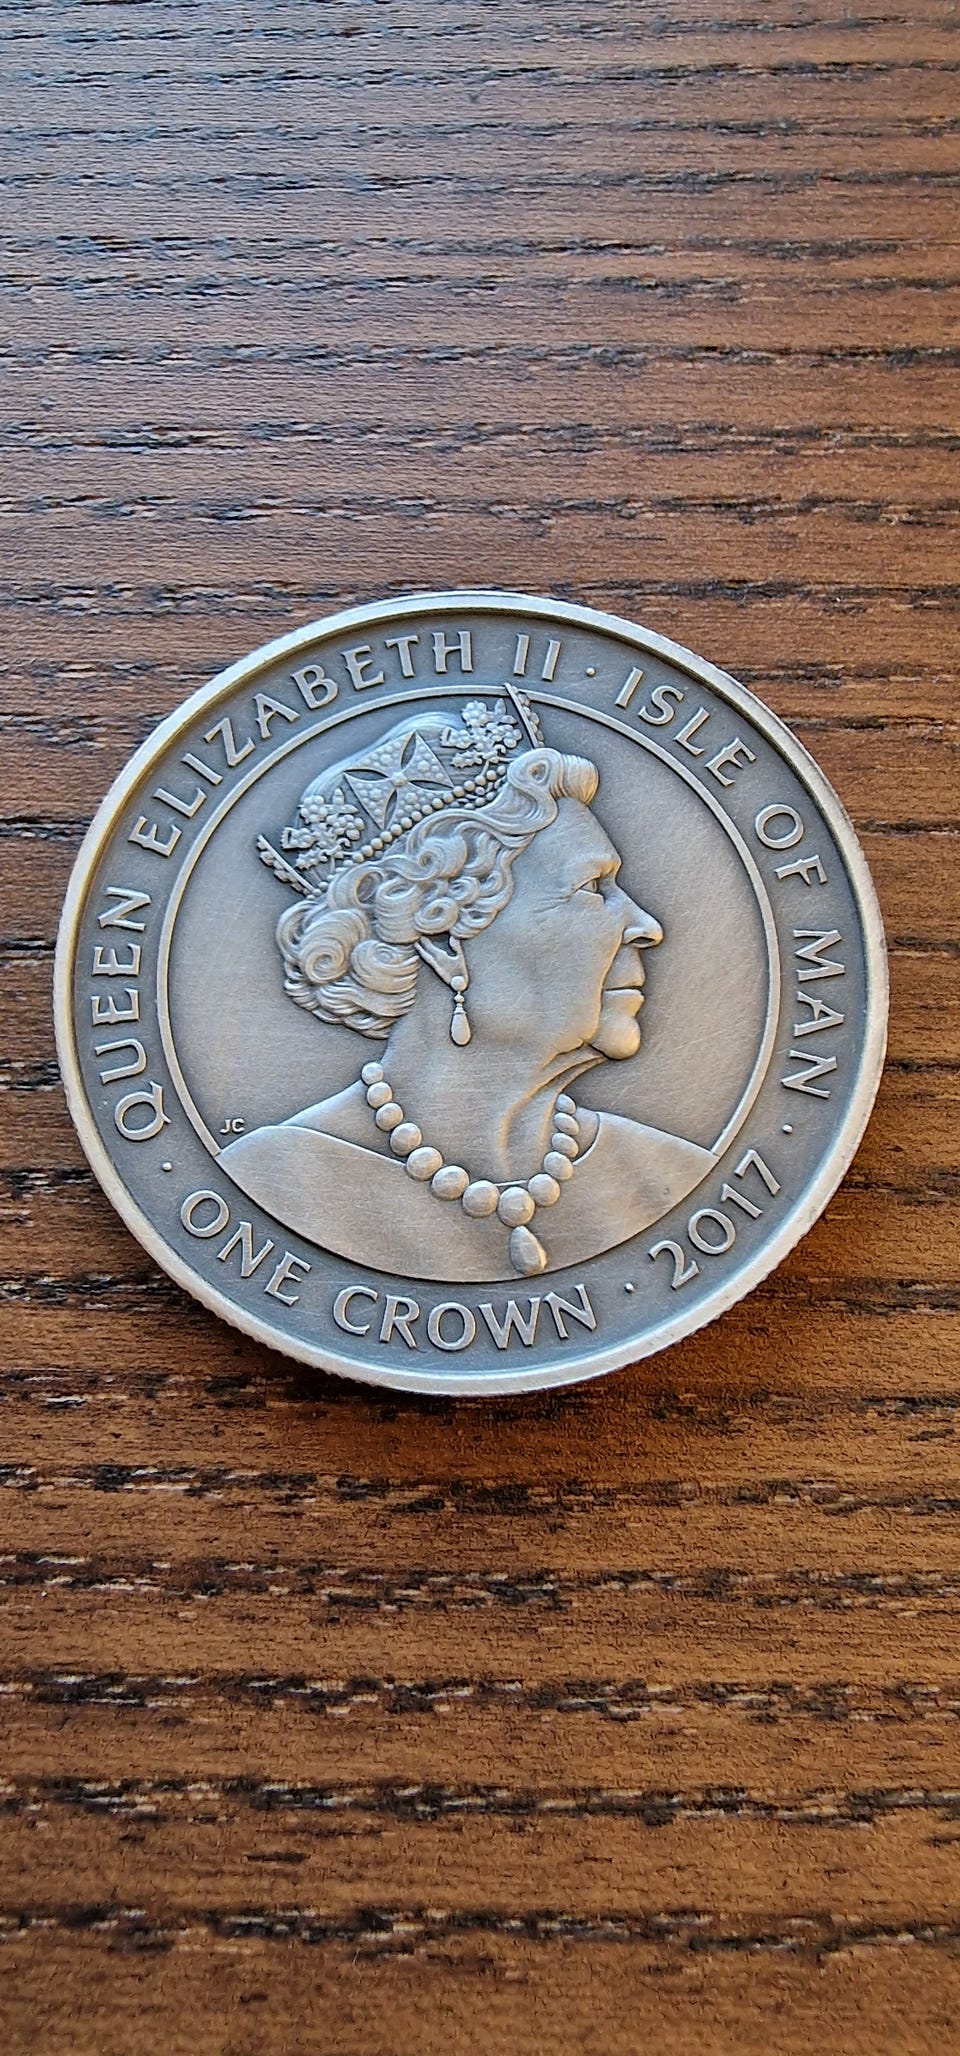 QUEEN ELIZABETH II · ISLE OF MAN · 2017 · ONE CROWN ·
JC